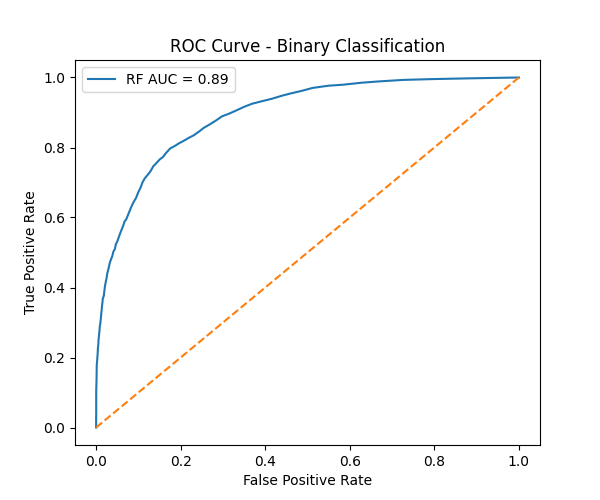 ROC Curve - Binary Classification
RF AUC = 0.89
True Positive Rate
1.0
0.8
0.6
0.4
0.2
0.0
0.0 0.2 0.4 0.6 0.8 1.0
False Positive Rate